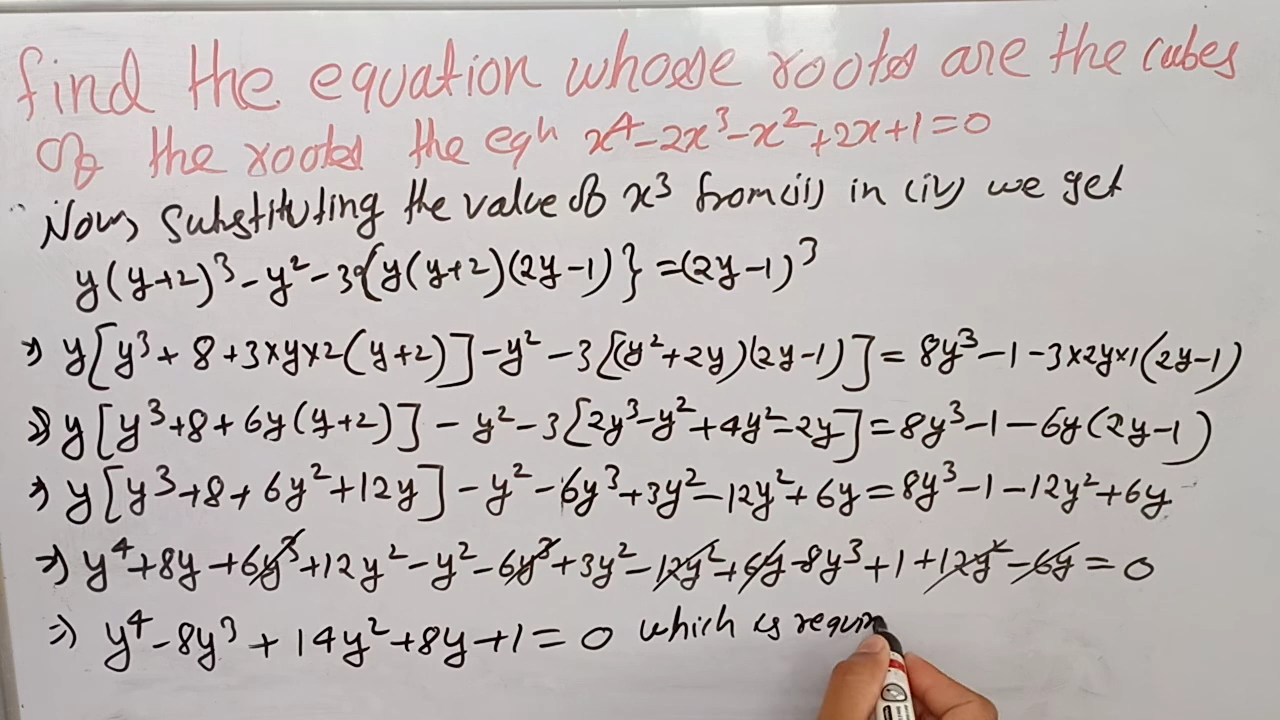 find the equation whose roots are the cubes
of the roots the eqn x⁴-2x³-x²+2x+1=0
Now, Substituting the value of x³ from (ii) in (iv) we get
y(y+2)³-y²-3{y(y+2)(2y-1)}=(2y-1)³
⇒ y[y³+8+3×y×2(y+2)]-y²-3[(y²+2y)(2y-1)]=8y³-1-3×2y×1(2y-1)
⇒ y[y³+8+6y(y+2)]-y²-3[2y³-y²+4y²-2y]=8y³-1-6y(2y-1)
⇒ y[y³+8+6y²+12y]-y²-6y³+3y²-12y²+6y=8y³-1-12y²+6y
⇒ y⁴+8y+6y³+12y²-y²-6y³+3y²-12y²+6y-8y³+1+12y²-6y=0
⇒ y⁴-8y³+14y²+8y+1=0 which is requir